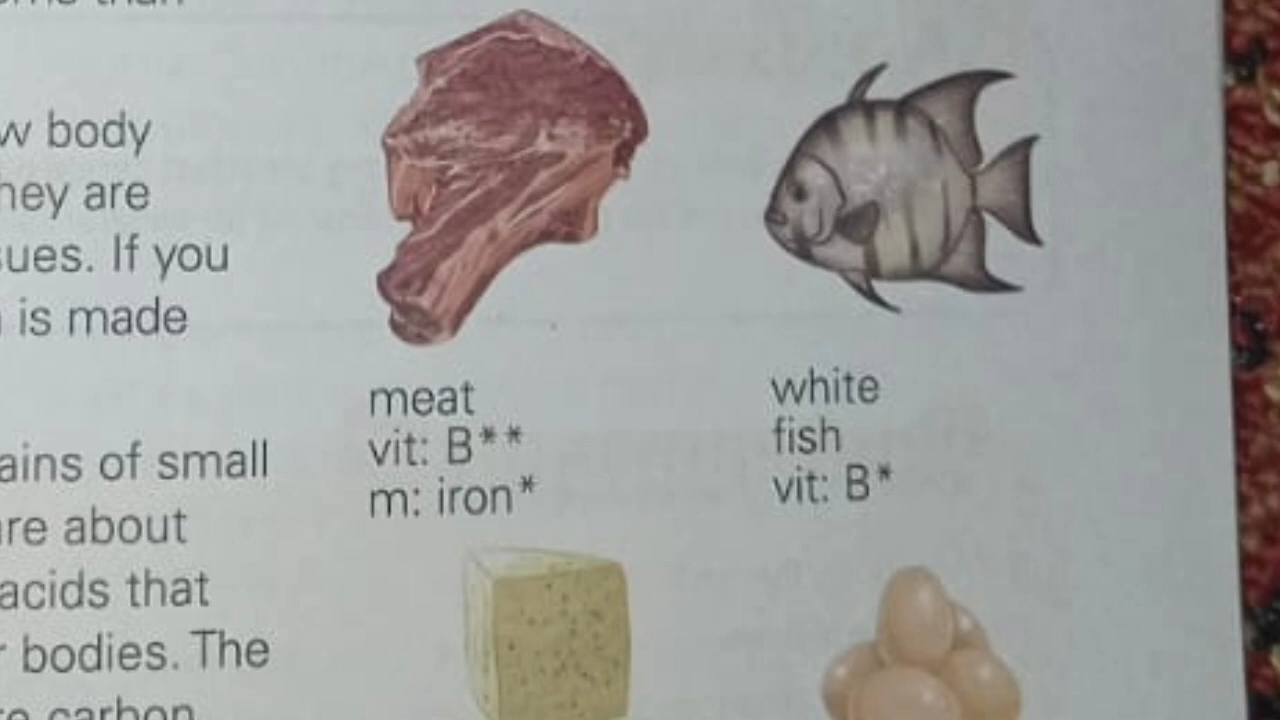 w body
hey are
sues. If you
is made
ains of small
re about
acids that
bodies. The
carbon
meat
vit: B**
m: iron*
white
fish
vit: B*